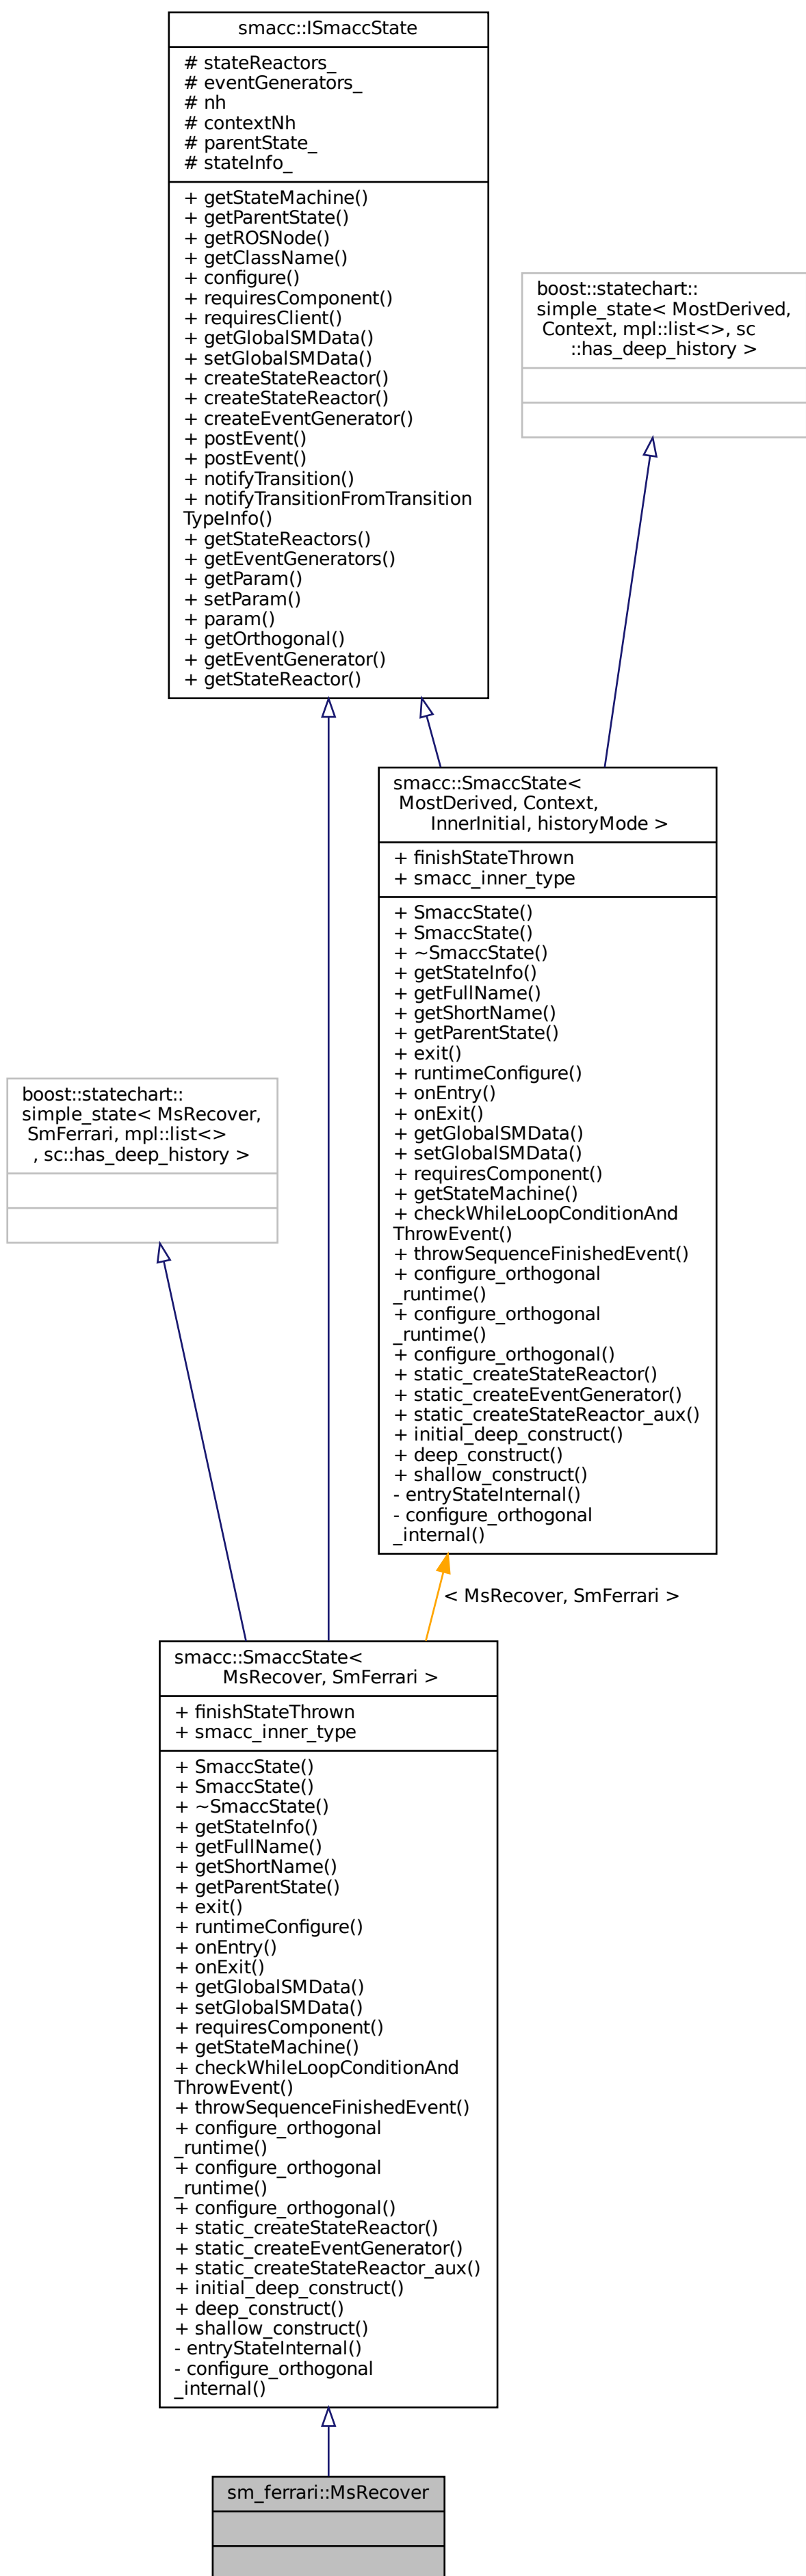 smacc::ISmaccState
# stateReactors_
# eventGenerators_
# nh
# contextNh
# parentState_
# stateInfo_
+ getStateMachine()
+ getParentState()
+ getROSNode()
+ getClassName()
+ configure()
+ requiresComponent()
+ requiresClient()
+ getGlobalSMData()
+ setGlobalSMData()
+ createStateReactor()
+ createStateReactor()
+ createEventGenerator()
+ postEvent()
+ postEvent()
+ notifyTransition()
+ notifyTransitionFromTransition
TypeInfo()
+ getStateReactors()
+ getEventGenerators()
+ getParam()
+ setParam()
+ param()
+ getOrthogonal()
+ getEventGenerator()
+ getStateReactor()
boost::statechart::
simple_state< MostDerived,
Context, mpl::list<>, sc
::has_deep_history >
smacc::SmaccState<
MostDerived, Context,
InnerInitial, historyMode >
+ finishStateThrown
+ smacc_inner_type
+ SmaccState()
+ SmaccState()
+ ~SmaccState()
+ getStateInfo()
+ getFullName()
+ getShortName()
+ getParentState()
+ exit()
+ runtimeConfigure()
+ onEntry()
+ onExit()
+ getGlobalSMData()
+ setGlobalSMData()
+ requiresComponent()
+ getStateMachine()
+ checkWhileLoopConditionAnd
ThrowEvent()
+ throwSequenceFinishedEvent()
+ configure_orthogonal
_runtime()
+ configure_orthogonal
_runtime()
+ configure_orthogonal()
+ static_createStateReactor()
+ static_createEventGenerator()
+ static_createStateReactor_aux()
+ initial_deep_construct()
+ deep_construct()
+ shallow_construct()
- entryStateInternal()
- configure_orthogonal
_internal()
boost::statechart::
simple_state< MsRecover,
SmFerrari, mpl::list<>
, sc::has_deep_history >
< MsRecover, SmFerrari >
smacc::SmaccState<
MsRecover, SmFerrari >
+ finishStateThrown
+ smacc_inner_type
+ SmaccState()
+ SmaccState()
+ ~SmaccState()
+ getStateInfo()
+ getFullName()
+ getShortName()
+ getParentState()
+ exit()
+ runtimeConfigure()
+ onEntry()
+ onExit()
+ getGlobalSMData()
+ setGlobalSMData()
+ requiresComponent()
+ getStateMachine()
+ checkWhileLoopConditionAnd
ThrowEvent()
+ throwSequenceFinishedEvent()
+ configure_orthogonal
_runtime()
+ configure_orthogonal
_runtime()
+ configure_orthogonal()
+ static_createStateReactor()
+ static_createEventGenerator()
+ static_createStateReactor_aux()
+ initial_deep_construct()
+ deep_construct()
+ shallow_construct()
- entryStateInternal()
- configure_orthogonal
_internal()
sm_ferrari::MsRecover